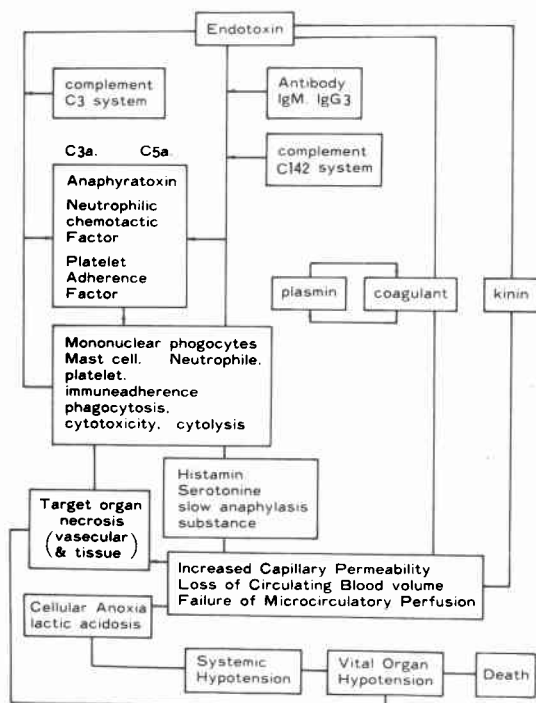 Endotoxin
complement
C3 system
Antibody
IgM. IgG3
C3a. C5a.
complement
C142 system
Anaphyratoxin
Neutrophilic
chemotactic
Factor
Platelet
Adherence
Factor
plasmin
coagulant
kinin
Mononuclear phogocytes
Mast cell. Neutrophile.
platelet.
immuneadherence
phagocytosis.
cytotoxicity. cytolysis
Histamin
Serotonine
slow anaphylasis
substance
Target organ
necrosis
(vasecular)
& tissue
Increased Capillary Permeability
Loss of Circulating Blood volume
Failure of Microcirculatory Perfusion
Cellular Anoxia
lactic acidosis
Systemic
Hypotension
Vital Organ
Hypotension
Death